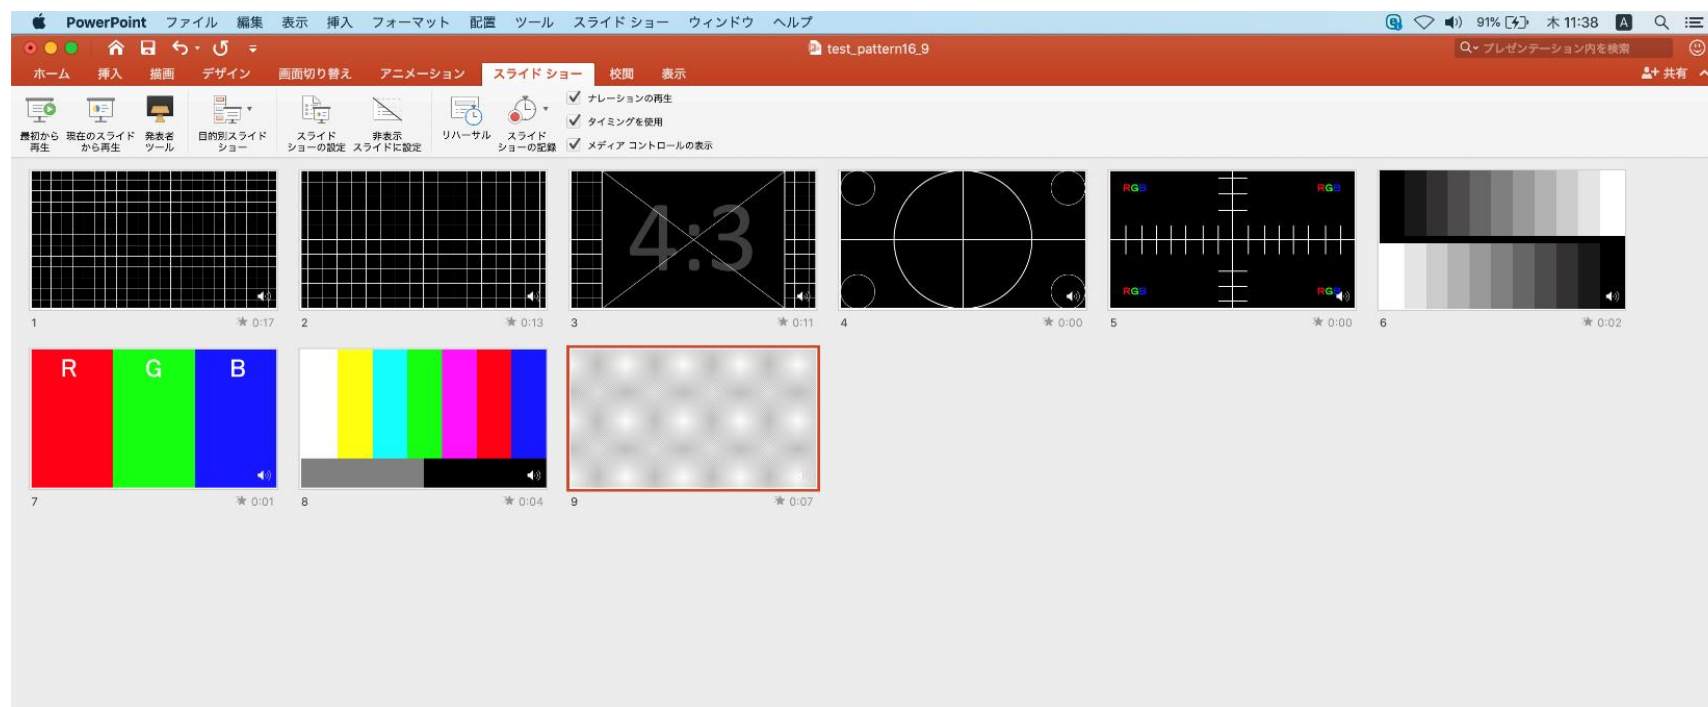 PowerPoint ファイル 編集 表示 挿入 フォーマット 配置 ツール スライド ショー ウィンドウ ヘルプ 91% 木 11:38 A
test_pattern16_9 プレゼンテーション内を検索
ホーム 挿入 描画 デザイン 画面切り替え アニメーション スライド ショー 校閲 表示 共有
最初から再生
現在のスライドから再生
発表者ツール
目的別スライドショー
スライドショーの設定
非表示スライドに設定
リハーサル
スライドショーの記録
ナレーションの再生
タイミングを使用
メディア コントロールの表示
4:3
RGB RGB
RGB RGB
1 0:17 2 0:13 3 0:11 4 0:00 5 0:00 6 0:02
R G B
7 0:01 8 0:04 9 0:07